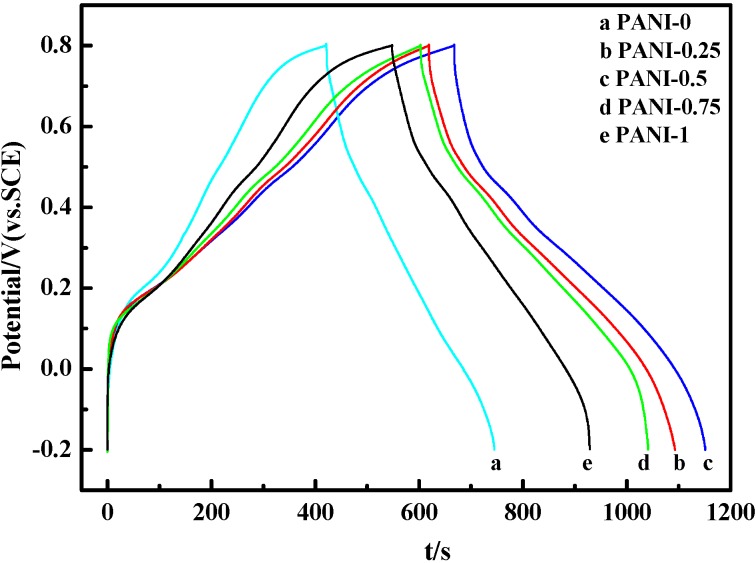 a PANI-0
b PANI-0.25
c PANI-0.5
d PANI-0.75
e PANI-1
Potential/V(vs.SCE)
0.8
0.6
0.4
0.2
0.0
-0.2
a e d b c
0 200 400 600 800 1000 1200
t/s